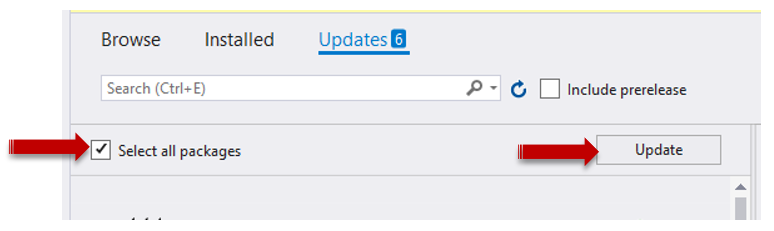 Browse Installed Updates 6
Search (Ctrl+E) Include prerelease
Select all packages Update